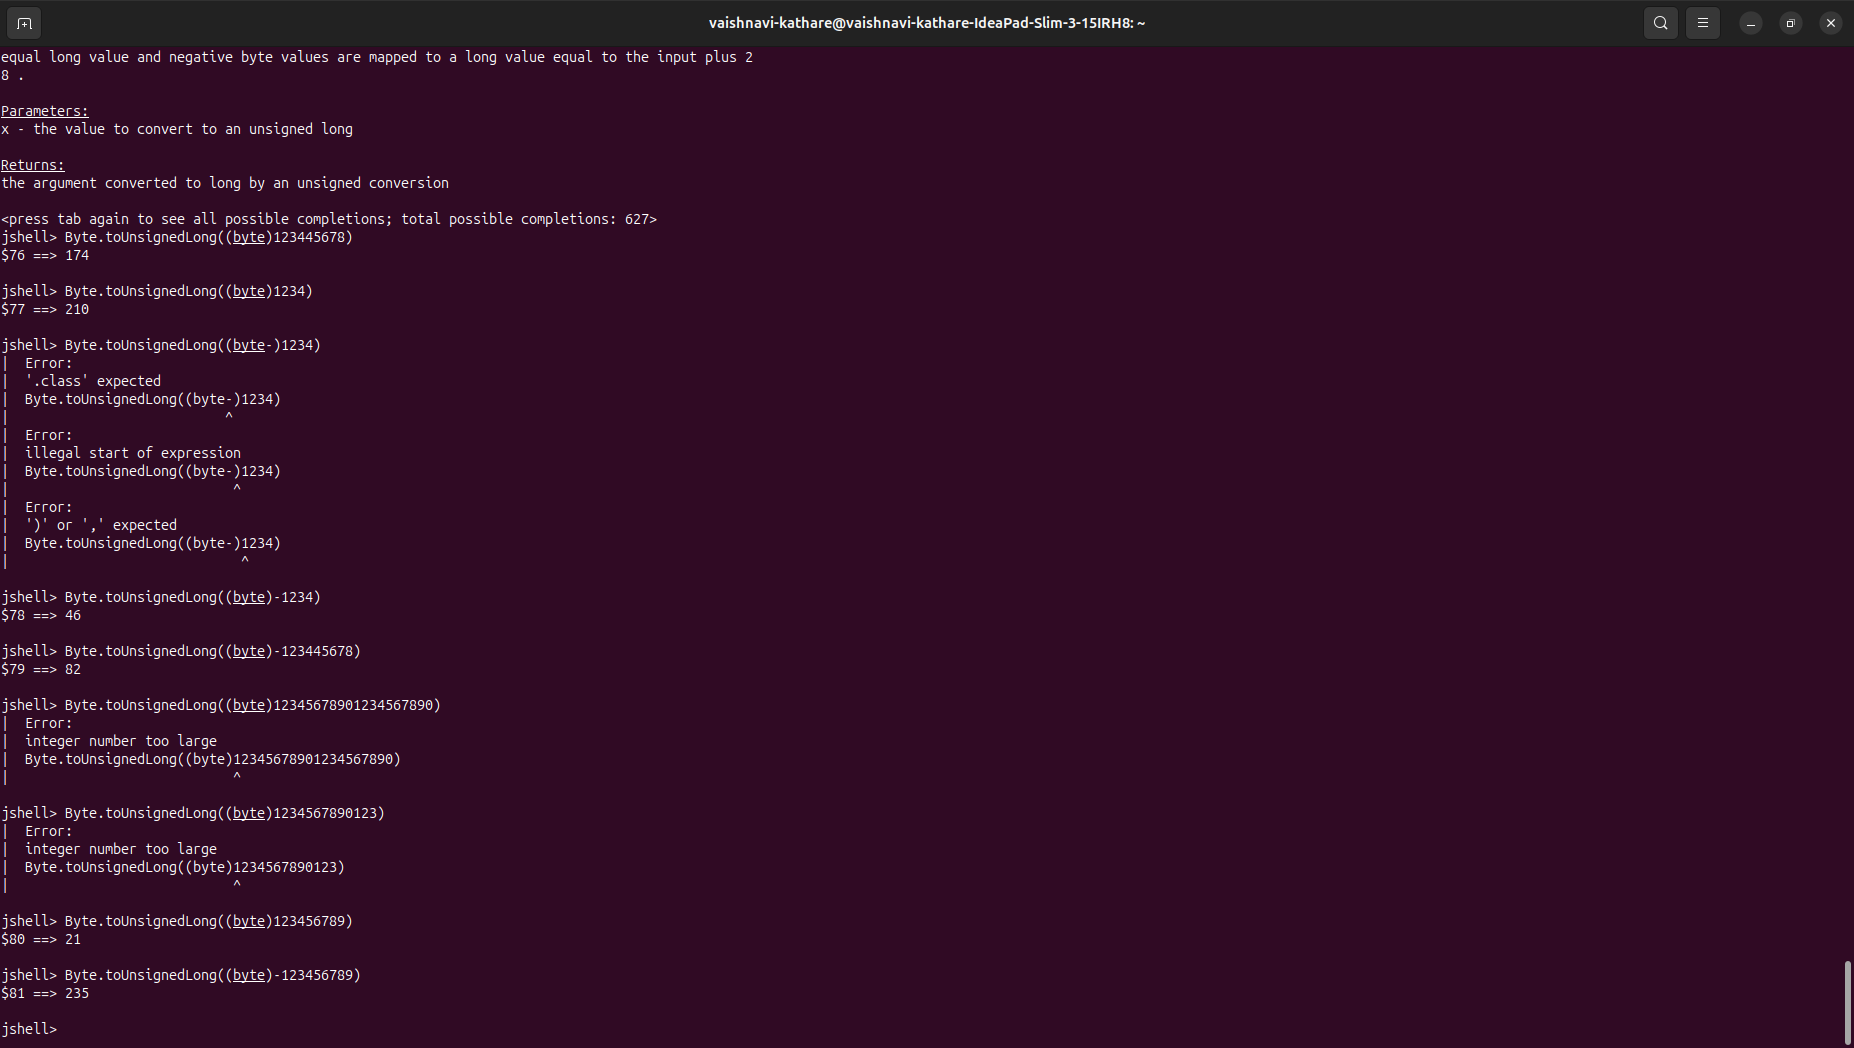 vaishnavi-kathare@vaishnavi-kathare-IdeaPad-Slim-3-15IRH8: ~
equal long value and negative byte values are mapped to a long value equal to the input plus 2
8 .
Parameters:
x - the value to convert to an unsigned long
Returns:
the argument converted to long by an unsigned conversion
<press tab again to see all possible completions; total possible completions: 627>
jshell> Byte.toUnsignedLong((byte)123445678)
$76 ==> 174
jshell> Byte.toUnsignedLong((byte)1234)
$77 ==> 210
jshell> Byte.toUnsignedLong((byte-)1234)
|  Error:
|  '.class' expected
|  Byte.toUnsignedLong((byte-)1234)
|                           ^
|  Error:
|  illegal start of expression
|  Byte.toUnsignedLong((byte-)1234)
|                            ^
|  Error:
|  ')' or ',' expected
|  Byte.toUnsignedLong((byte-)1234)
|                             ^
jshell> Byte.toUnsignedLong((byte)-1234)
$78 ==> 46
jshell> Byte.toUnsignedLong((byte)-123445678)
$79 ==> 82
jshell> Byte.toUnsignedLong((byte)12345678901234567890)
|  Error:
|  integer number too large
|  Byte.toUnsignedLong((byte)12345678901234567890)
|                            ^
jshell> Byte.toUnsignedLong((byte)1234567890123)
|  Error:
|  integer number too large
|  Byte.toUnsignedLong((byte)1234567890123)
|                            ^
jshell> Byte.toUnsignedLong((byte)123456789)
$80 ==> 21
jshell> Byte.toUnsignedLong((byte)-123456789)
$81 ==> 235
jshell>